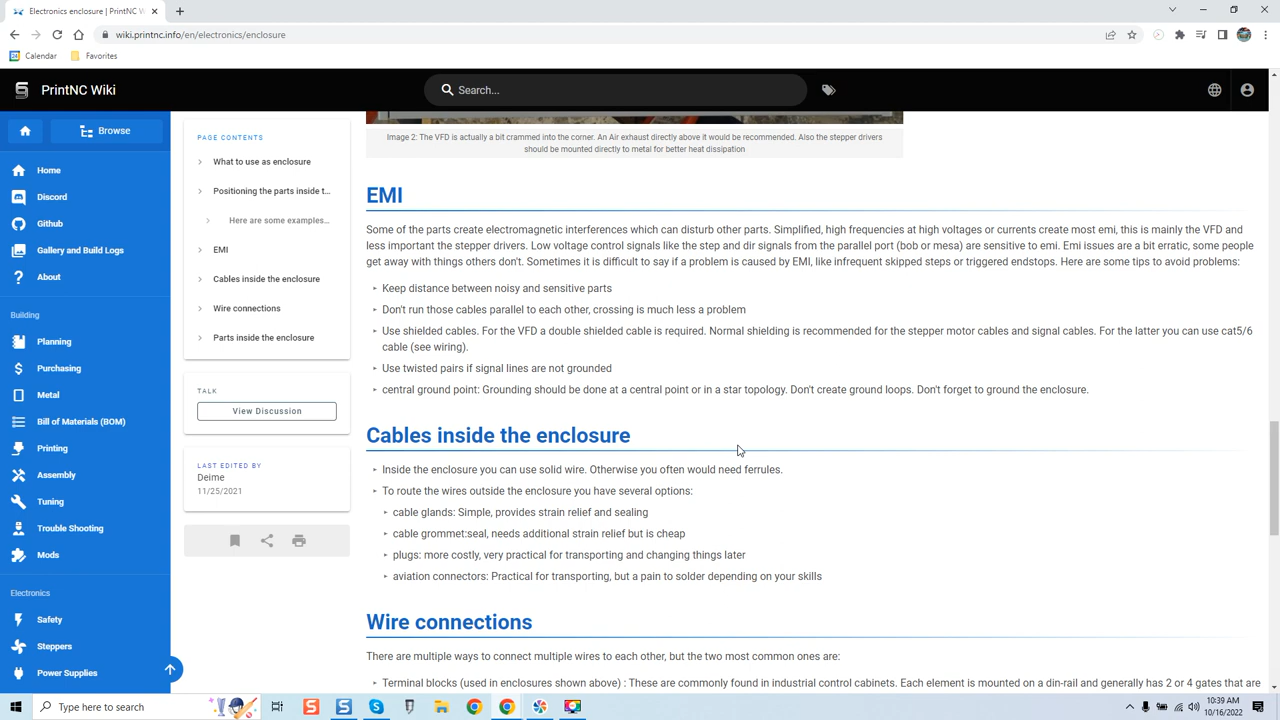 Electronics enclosure | PrintNC W
wiki.printnc.info/en/electronics/enclosure
Calendar
Favorites
PrintNC Wiki
Search...
Browse
Home
Discord
Github
Gallery and Build Logs
About
Building
Planning
Purchasing
Metal
Bill of Materials (BOM)
Printing
Assembly
Tuning
Trouble Shooting
Mods
Electronics
Safety
Steppers
Power Supplies
PAGE CONTENTS
What to use as enclosure
Positioning the parts inside t...
Here are some examples...
EMI
Cables inside the enclosure
Wire connections
Parts inside the enclosure
TALK
View Discussion
LAST EDITED BY
Deime
11/25/2021
Image 2: The VFD is actually a bit crammed into the corner. An Air exhaust directly above it would be recommended. Also the stepper drivers
should be mounted directly to metal for better heat dissipation
EMI
Some of the parts create electromagnetic interferences which can disturb other parts. Simplified, high frequencies at high voltages or currents create most emi, this is mainly the VFD and
less important the stepper drivers. Low voltage control signals like the step and dir signals from the parallel port (bob or mesa) are sensitive to emi. Emi issues are a bit erratic, some people
get away with things others don't. Sometimes it is difficult to say if a problem is caused by EMI, like infrequent skipped steps or triggered endstops. Here are some tips to avoid problems:
Keep distance between noisy and sensitive parts
Don't run those cables parallel to each other, crossing is much less a problem
Use shielded cables. For the VFD a double shielded cable is required. Normal shielding is recommended for the stepper motor cables and signal cables. For the latter you can use cat5/6
cable (see wiring).
Use twisted pairs if signal lines are not grounded
central ground point: Grounding should be done at a central point or in a star topology. Don't create ground loops. Don't forget to ground the enclosure.
Cables inside the enclosure
Inside the enclosure you can use solid wire. Otherwise you often would need ferrules.
To route the wires outside the enclosure you have several options:
cable glands: Simple, provides strain relief and sealing
cable grommet:seal, needs additional strain relief but is cheap
plugs: more costly, very practical for transporting and changing things later
aviation connectors: Practical for transporting, but a pain to solder depending on your skills
Wire connections
There are multiple ways to connect multiple wires to each other, but the two most common ones are:
Terminal blocks (used in enclosures shown above) : These are commonly found in industrial control cabinets. Each element is mounted on a din-rail and generally has 2 or 4 gates that are
Type here to search
10:39 AM
10/16/2022